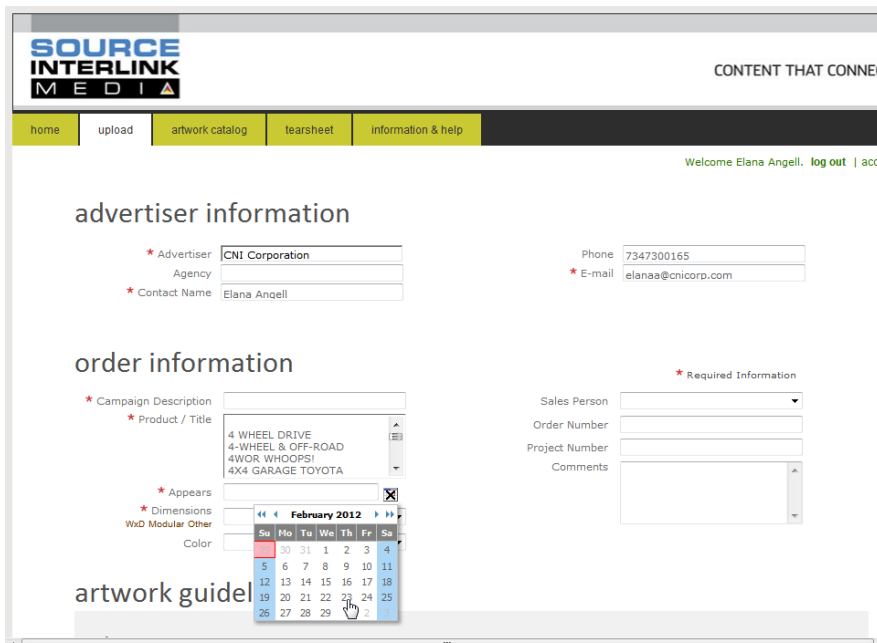 SOURCE
INTERLINK
MEDIA
CONTENT THAT CONNE
home upload artwork catalog tearsheet information & help
Welcome Elana Angell. log out | acc
advertiser information
* Advertiser CNI Corporation
Phone 7347300165
Agency
* E-mail elanaa@cnicorp.com
* Contact Name Elana Angell
order information
* Required Information
* Campaign Description
Sales Person
* Product / Title
Order Number
4 WHEEL DRIVE
4-WHEEL & OFF-ROAD
Project Number
4WOR WHOOPS!
4X4 GARAGE TOYOTA
Comments
* Appears
* Dimensions
WxD Modular Other
Color
February 2012
Su Mo Tu We Th Fr Sa
30 31 1 2 3 4
5 6 7 8 9 10 11
12 13 14 15 16 17 18
19 20 21 22 23 24 25
26 27 28 29 2 3
artwork guidel